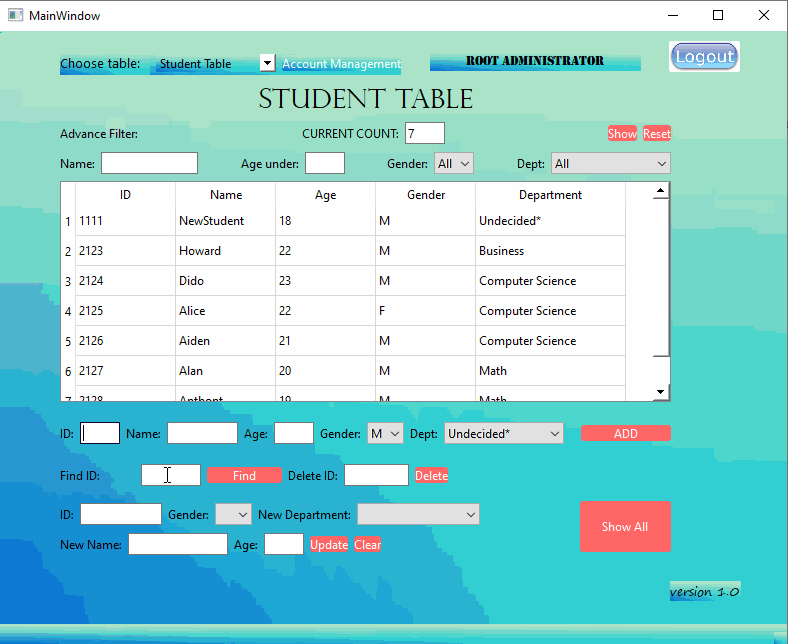 MainWindow
Choose table: Student Table Account Management ROOT ADMINISTRATOR Logout
STUDENT TABLE
Advance Filter: CURRENT COUNT: 7 Show Reset
Name: Age under: Gender: All Dept: All
ID Name Age Gender Department
1 1111 NewStudent 18 M Undecided*
2 2123 Howard 22 M Business
3 2124 Dido 23 M Computer Science
4 2125 Alice 22 F Computer Science
5 2126 Aiden 21 M Computer Science
6 2127 Alan 20 M Math
7 2128 Anthont 19 M Math
ID: Name: Age: Gender: M Dept: Undecided* ADD
Find ID: Find Delete ID: Delete
ID: Gender: New Department:
Show All
New Name: Age: Update Clear
version 1.0